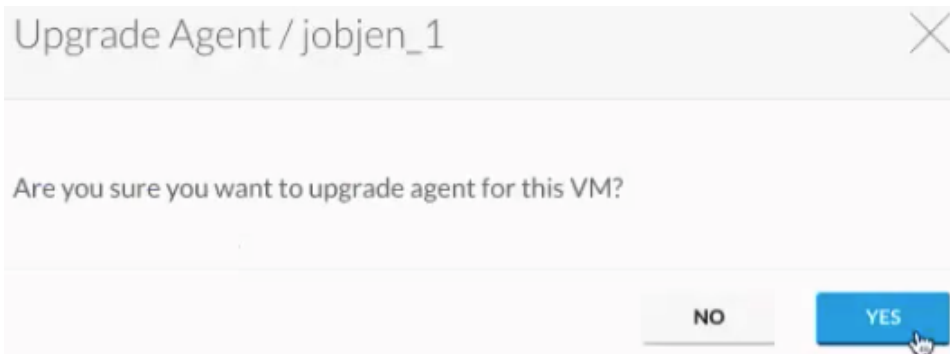 Upgrade Agent / jobjen_1
Are you sure you want to upgrade agent for this VM?
NO
YES